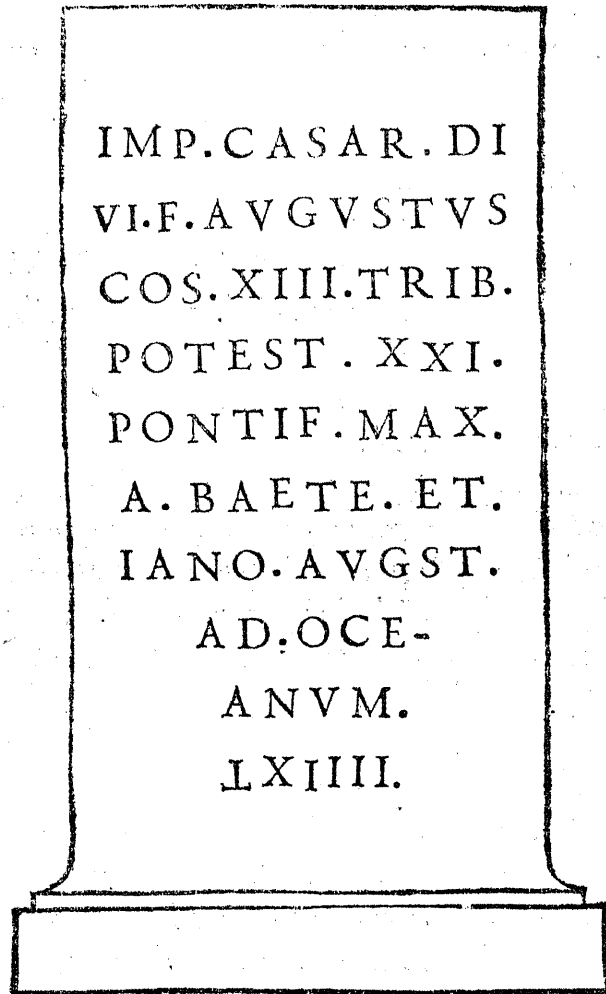 IMP.CASAR.DI
VI.F.AVGVSTVS
COS.XIII.TRIB.
POTEST.XXI.
PONTIF.MAX.
A.BAETE.ET.
IANO.AVGST.
AD.OCE-
ANVM.
⊥XIIII.